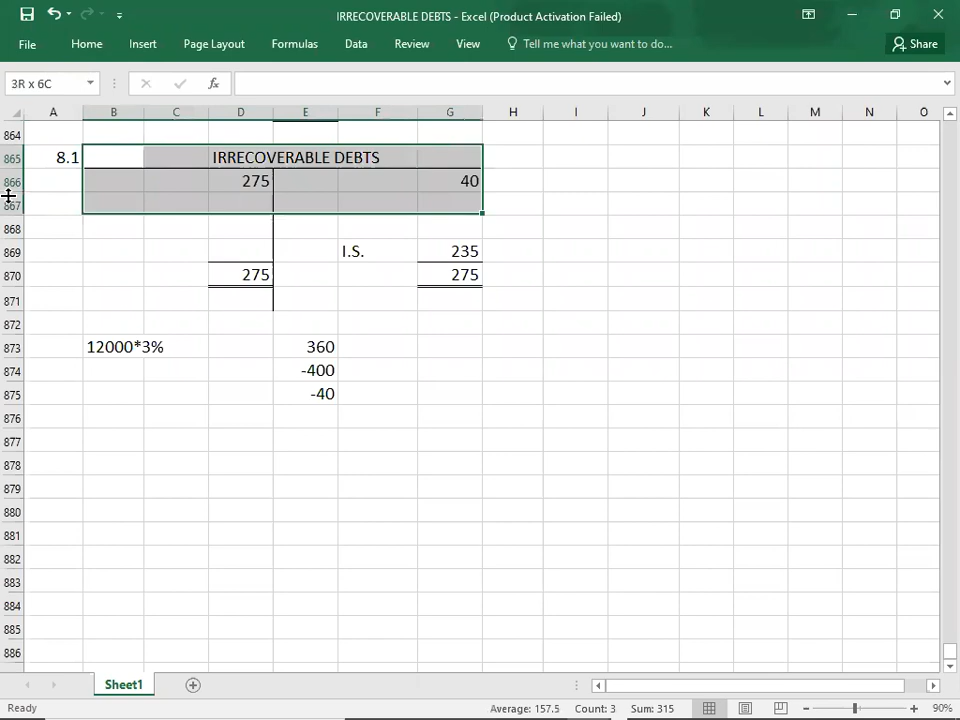 IRRECOVERABLE DEBTS - Excel (Product Activation Failed)
File Home Insert Page Layout Formulas Data Review View Tell me what you want to do... Share
3R x 6C fx
A B C D E F G H I J K L M N O
864
865 8.1 IRRECOVERABLE DEBTS
866 275 40
867
868
869 I.S. 235
870 275 275
871
872
873 12000*3% 360
874 -400
875 -40
876
877
878
879
880
881
882
883
884
885
886
Sheet1
Ready Average: 157.5 Count: 3 Sum: 315 90%